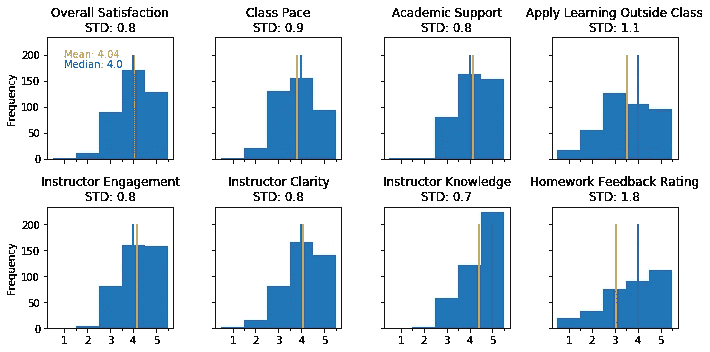 Overall Satisfaction
STD: 0.8
Class Pace
STD: 0.9
Academic Support
STD: 0.8
Apply Learning Outside Class
STD: 1.1
Mean: 4.04
Median: 4.0
Frequency
200
150
100
50
0
Instructor Engagement
STD: 0.8
Instructor Clarity
STD: 0.8
Instructor Knowledge
STD: 0.7
Homework Feedback Rating
STD: 1.8
Frequency
200
150
100
50
0
1 2 3 4 5
1 2 3 4 5
1 2 3 4 5
1 2 3 4 5